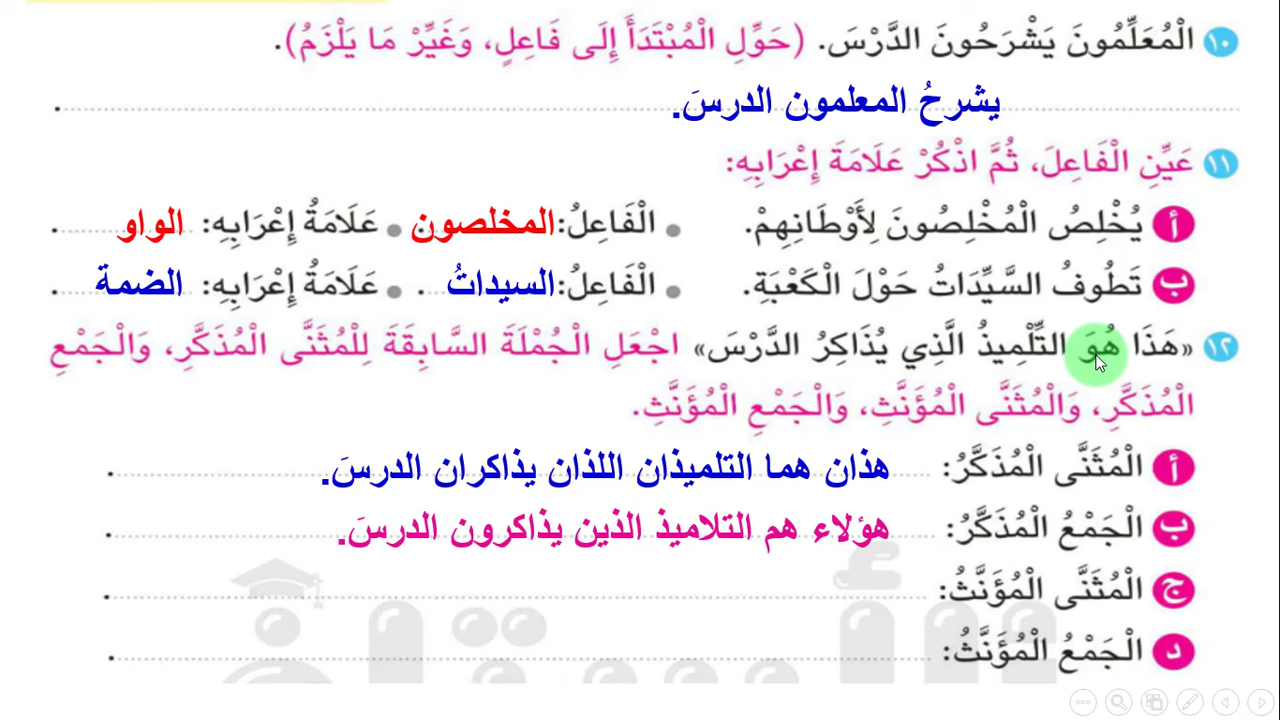 ١٠ الْمُعَلِّمُونَ يَشْرَحُونَ الدَّرْسَ. (حَوِّلِ الْمُبْتَدَأَ إِلَى فَاعِلٍ، وَغَيِّرْ مَا يَلْزَمُ).
يشرحُ المعلمون الدرسَ.
١١ عَيِّنِ الْفَاعِلَ، ثُمَّ اذْكُرْ عَلَامَةَ إِعْرَابِهِ:
أ يُخْلِصُ الْمُخْلِصُونَ لِأَوْطَانِهِمْ. • الْفَاعِلُ: المخلصون • عَلَامَةُ إِعْرَابِهِ: الواو.
ب تَطُوفُ السَّيِّدَاتُ حَوْلَ الْكَعْبَةِ. • الْفَاعِلُ: السيداتُ. • عَلَامَةُ إِعْرَابِهِ: الضمة.
١٢ «هَذَا هُوَ التِّلْمِيذُ الَّذِي يُذَاكِرُ الدَّرْسَ» اجْعَلِ الْجُمْلَةَ السَّابِقَةَ لِلْمُثَنَّى الْمُذَكَّرِ، وَالْجَمْعِ
الْمُذَكَّرِ، وَالْمُثَنَّى الْمُؤَنَّثِ، وَالْجَمْعِ الْمُؤَنَّثِ.
أ الْمُثَنَّى الْمُذَكَّرُ: هذان هما التلميذان اللذان يذاكران الدرسَ.
ب الْجَمْعُ الْمُذَكَّرُ: هؤلاء هم التلاميذ الذين يذاكرون الدرسَ.
ج الْمُثَنَّى الْمُؤَنَّثُ:
د الْجَمْعُ الْمُؤَنَّثُ: